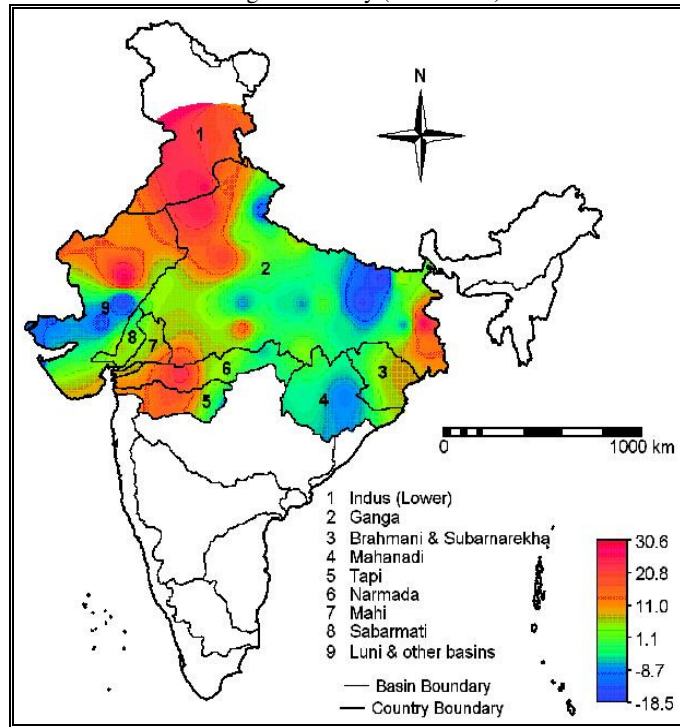 N
1
2
9
8
7
6
5
4
3
0 1000 km
1 Indus (Lower)
2 Ganga
3 Brahmani & Subarnarekha
4 Mahanadi
5 Tapi
6 Narmada
7 Mahi
8 Sabarmati
9 Luni & other basins
Basin Boundary
Country Boundary
30.6
20.8
11.0
1.1
-8.7
-18.5